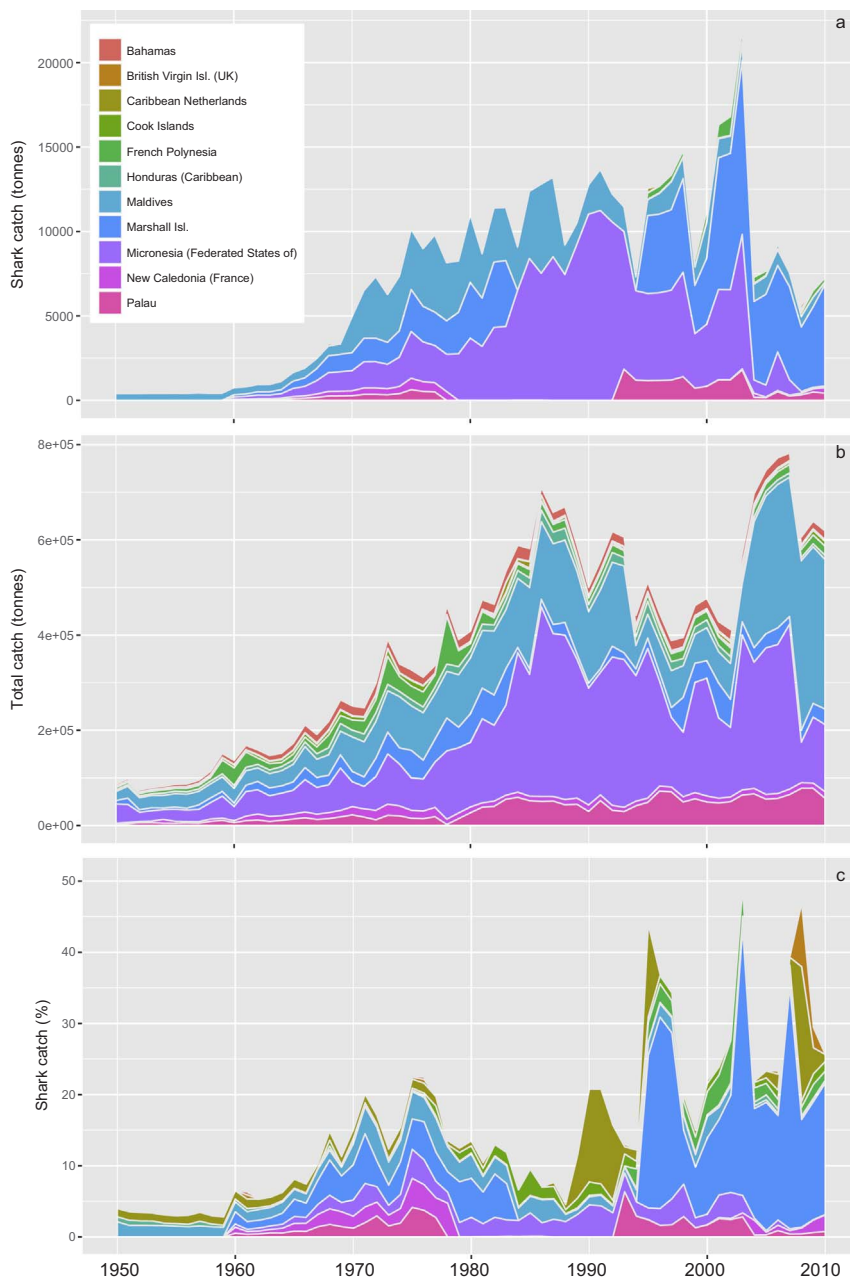 a
Shark catch (tonnes)
20000
15000
10000
5000
0
Bahamas
British Virgin Isl. (UK)
Caribbean Netherlands
Cook Islands
French Polynesia
Honduras (Caribbean)
Maldives
Marshall Isl.
Micronesia (Federated States of)
New Caledonia (France)
Palau
b
Total catch (tonnes)
8e+05
6e+05
4e+05
2e+05
0e+00
c
Shark catch (%)
50
40
30
20
10
0
1950 1960 1970 1980 1990 2000 2010